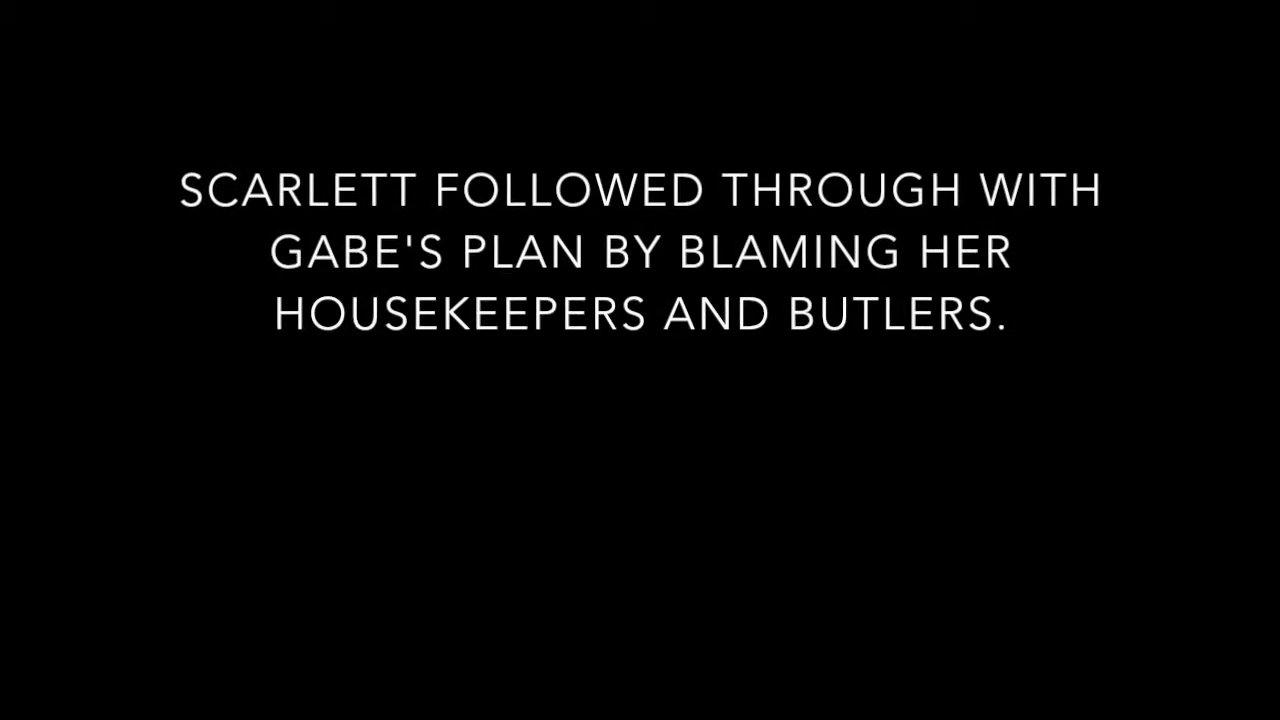 SCARLETT FOLLOWED THROUGH WITH
GABE'S PLAN BY BLAMING HER
HOUSEKEEPERS AND BUTLERS.